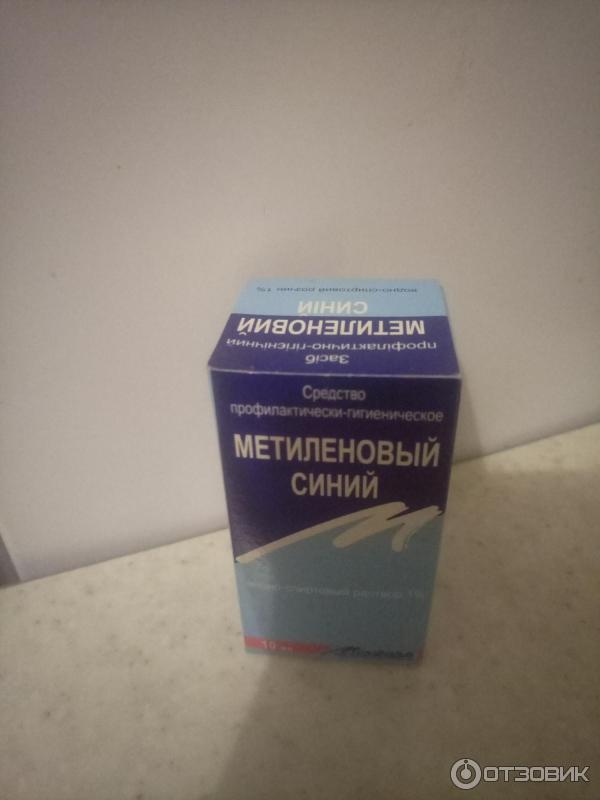 Засіб
профілактично-гігієнічний
МЕТИЛЕНОВИЙ
СИНІЙ
водно-спиртовий розчин 1%
Средство
профилактически-гигиеническое
МЕТИЛЕНОВЫЙ
СИНИЙ
водно-спиртовый раствор 1%
ОТЗОВИК